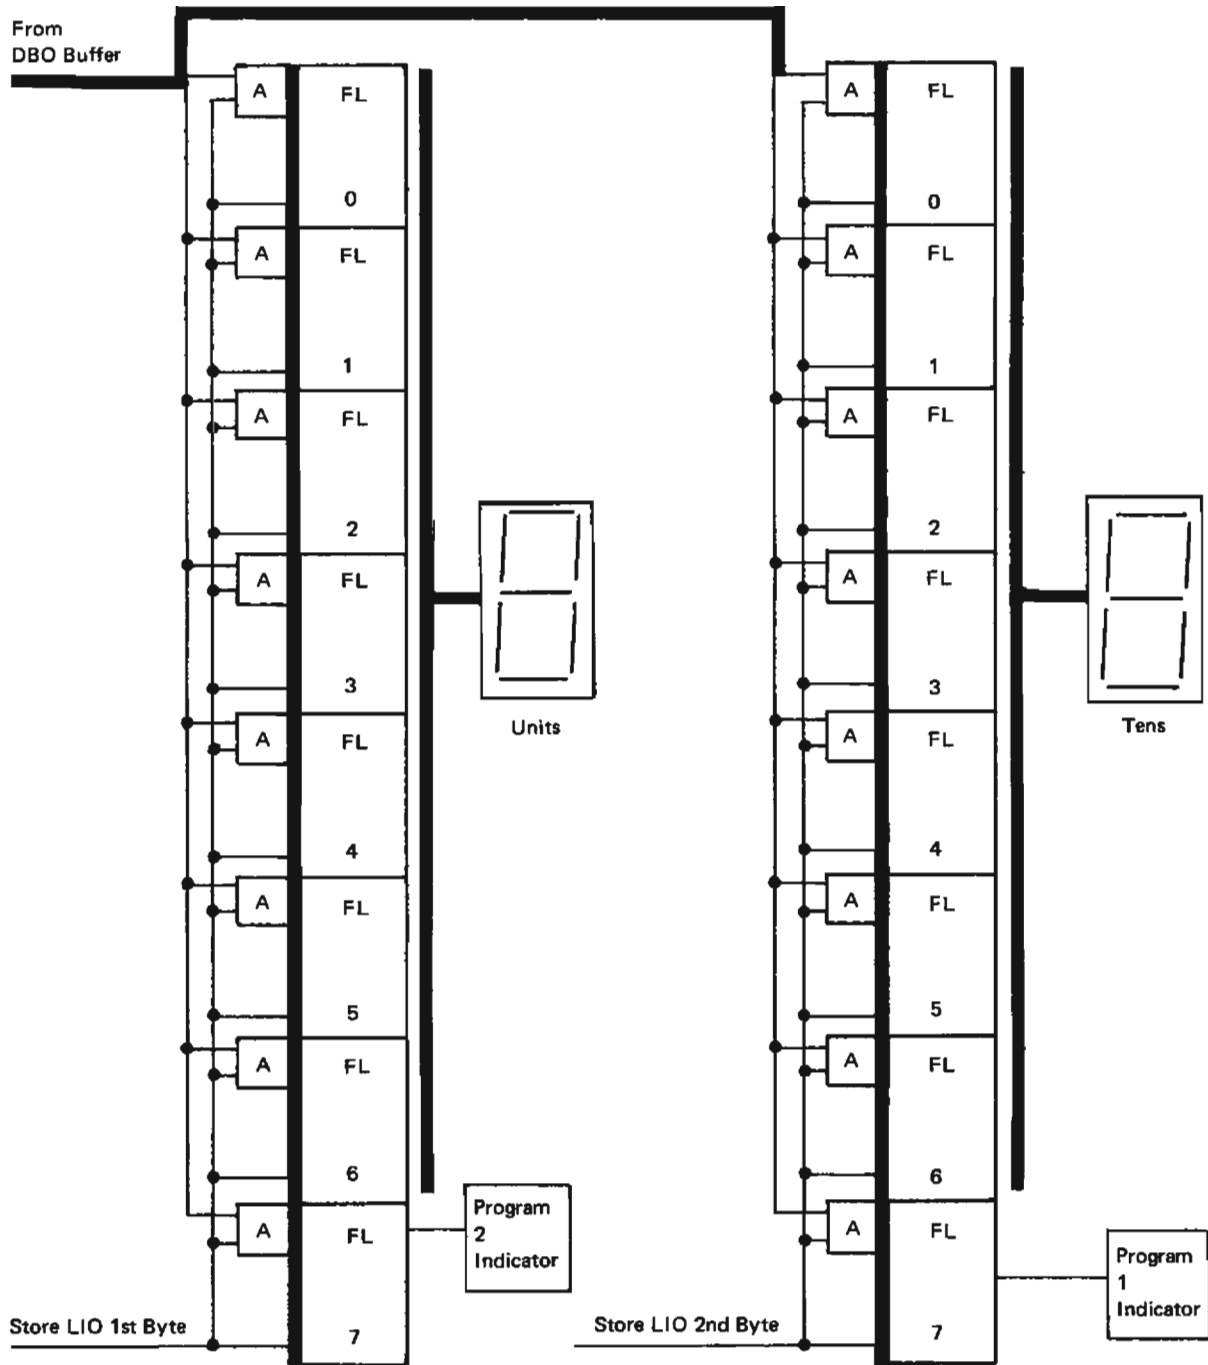 From
DBO Buffer
A
FL
0
A
FL
1
A
FL
2
A
FL
3
A
FL
4
A
FL
5
A
FL
6
A
FL
7
Units
Program
2
Indicator
Store LIO 1st Byte
A
FL
0
A
FL
1
A
FL
2
A
FL
3
A
FL
4
A
FL
5
A
FL
6
A
FL
7
Tens
Program
1
Indicator
Store LIO 2nd Byte